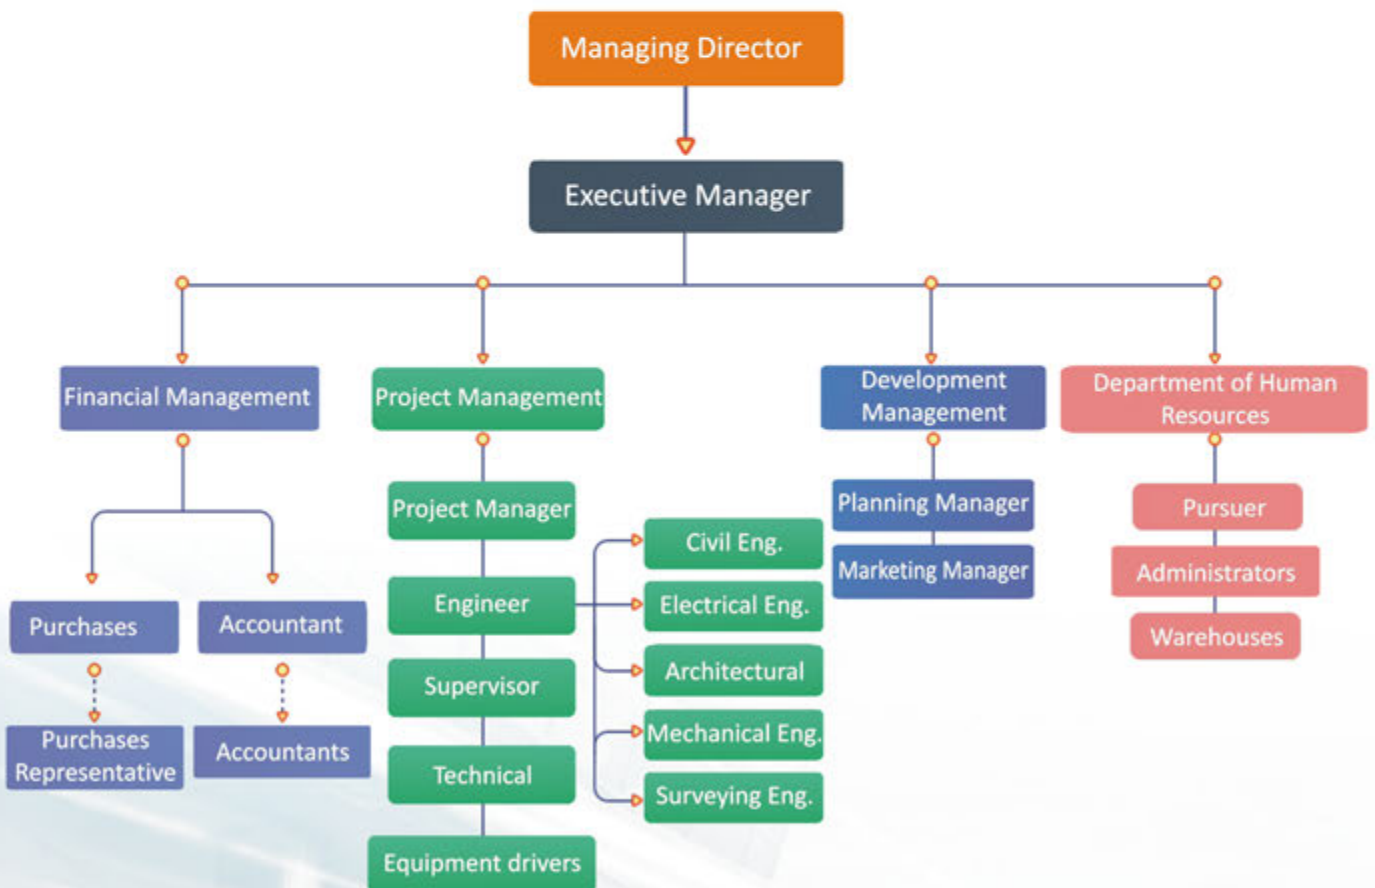 Managing Director
Executive Manager
Financial Management
Project Management
Development
Management
Department of Human
Resources
Purchases
Accountant
Purchases
Representative
Accountants
Project Manager
Engineer
Supervisor
Technical
Equipment drivers
Civil Eng.
Electrical Eng.
Architectural
Mechanical Eng.
Surveying Eng.
Planning Manager
Marketing Manager
Pursuer
Administrators
Warehouses